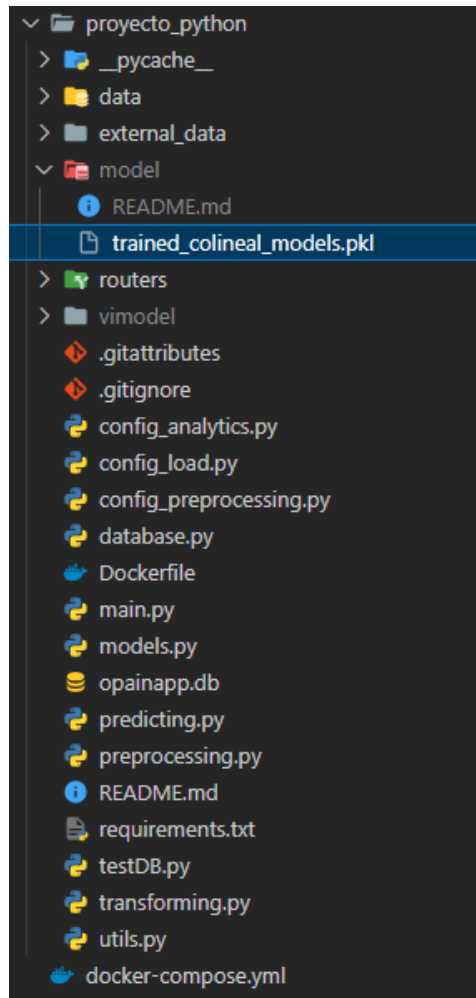 proyecto_python
__pycache__
data
external_data
model
README.md
trained_colineal_models.pkl
routers
vimodel
.gitattributes
.gitignore
config_analytics.py
config_load.py
config_preprocessing.py
database.py
Dockerfile
main.py
models.py
opainapp.db
predicting.py
preprocessing.py
README.md
requirements.txt
testDB.py
transforming.py
utils.py
docker-compose.yml